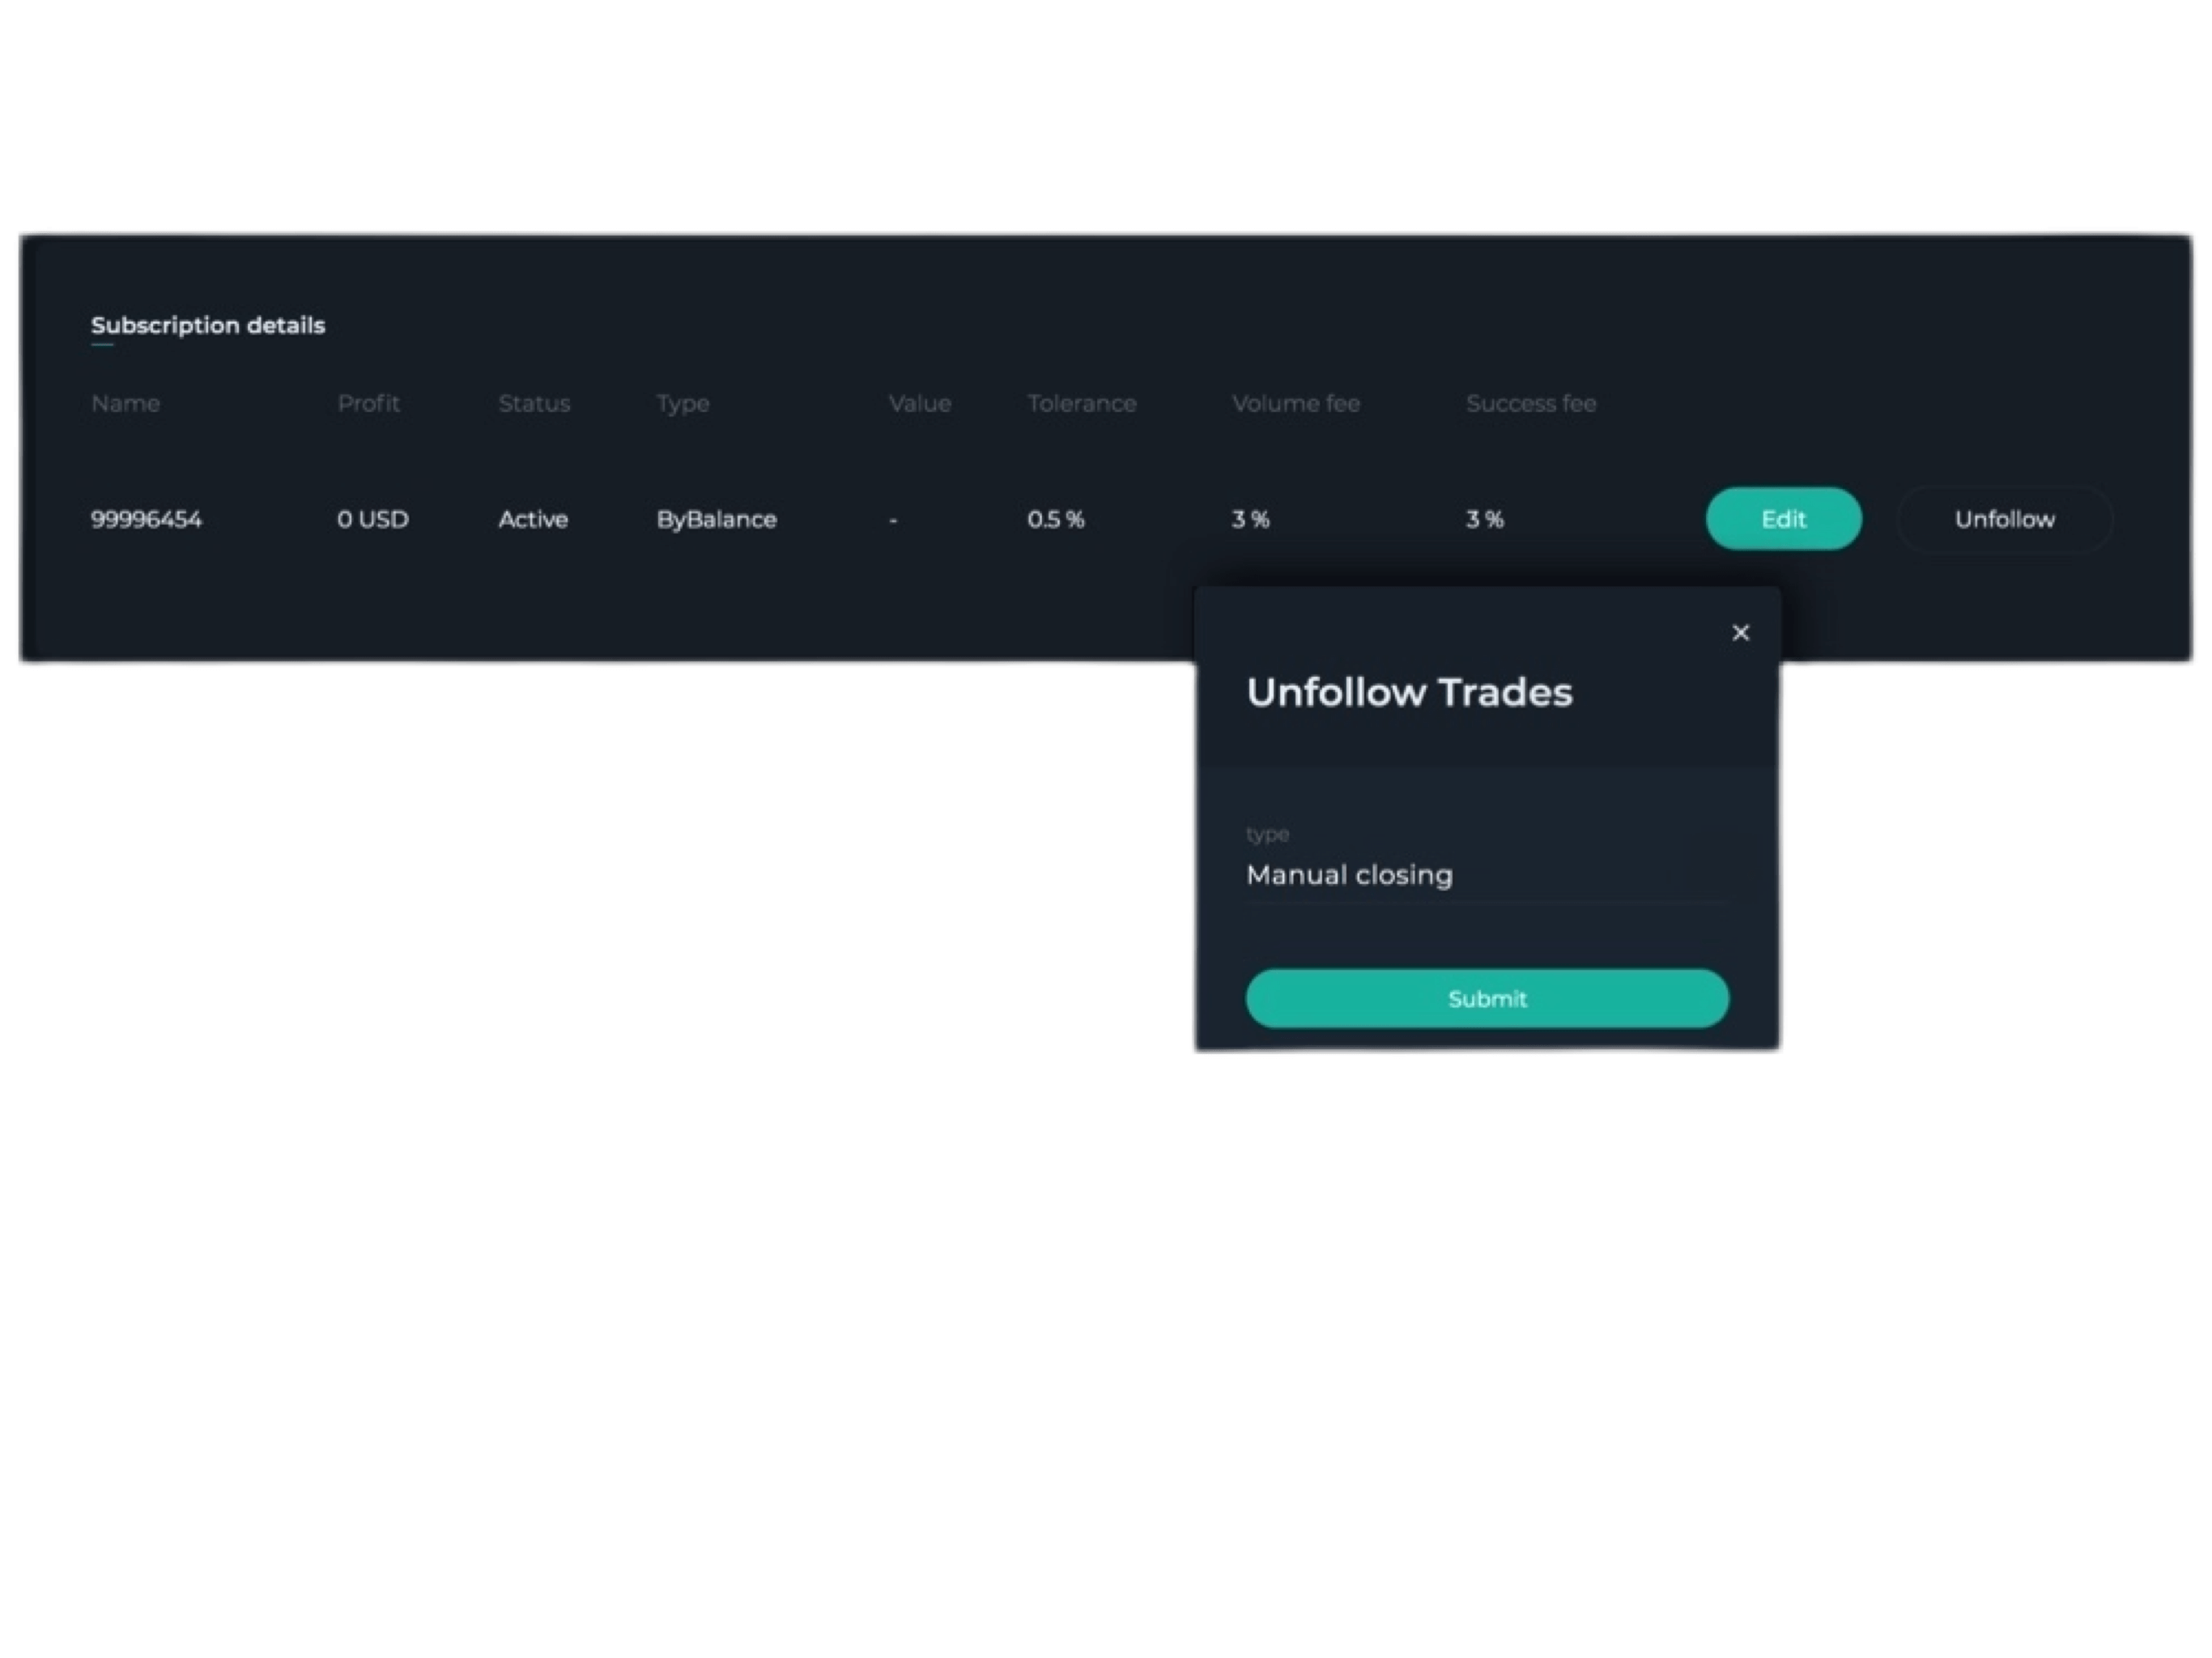 Subscription details
Name Profit Status Type Value Tolerance Volume fee Success fee
99996454 0 USD Active ByBalance - 0.5 % 3 % 3 % Edit Unfollow
Unfollow Trades
type
Manual closing
Submit